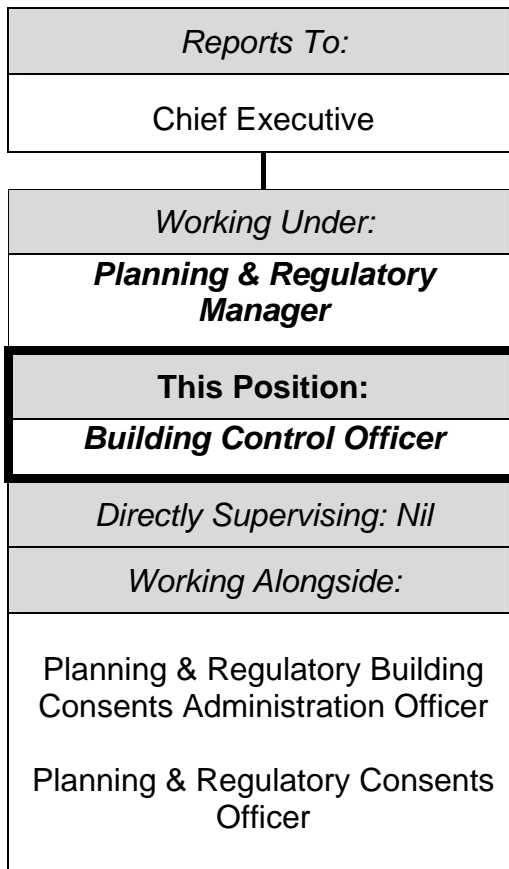 Reports To:
Chief Executive
Working Under:
Planning & Regulatory
Manager
This Position:
Building Control Officer
Directly Supervising: Nil
Working Alongside:
Planning & Regulatory Building
Consents Administration Officer
Planning & Regulatory Consents
Officer